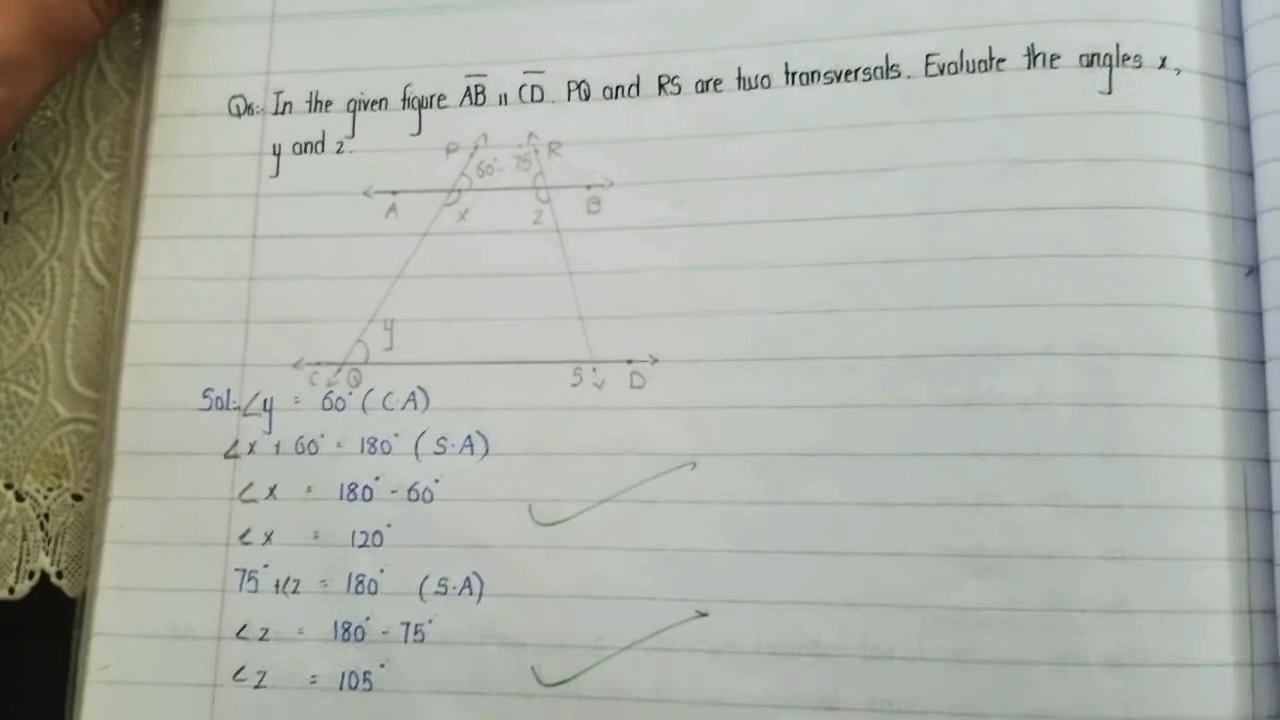 Q6:- In the given figure AB || CD. PQ and RS are two transversals. Evaluate the angles x,
y and z.
P R
60° 75°
A x z B
y
C Q S D
Sol:- ∠y = 60° (C.A)
∠x + 60° = 180° (S.A)
∠x = 180° - 60°
∠x = 120°
75° + ∠z = 180° (S.A)
∠z = 180° - 75°
∠z = 105°